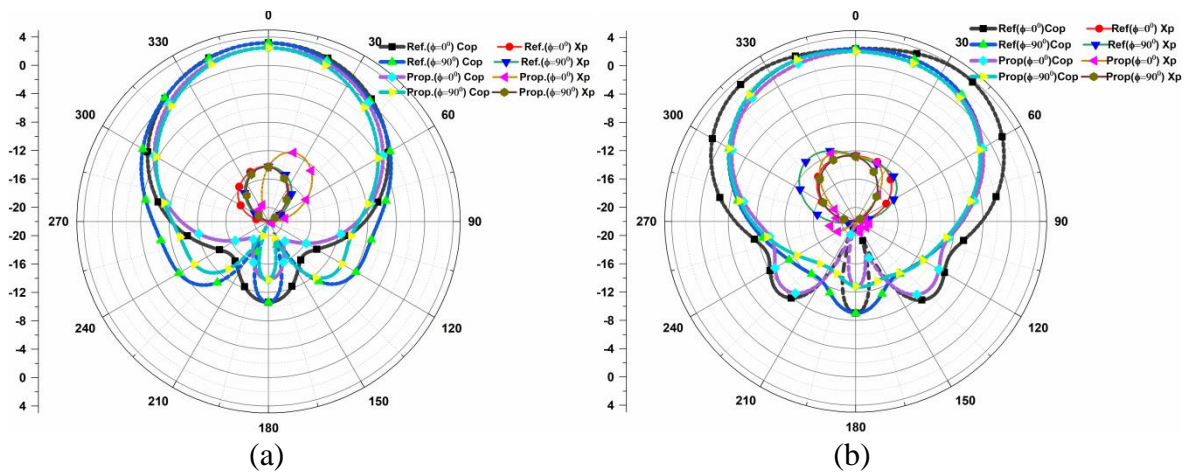 0
330
30
300
60
270
90
240
120
210
150
180
4
0
-4
-8
-12
-16
-20
-20
-16
-12
-8
-4
0
4
Ref.(ϕ=0⁰) Cop
Ref.(ϕ=0⁰) Xp
Ref.(ϕ=90⁰) Cop
Ref.(ϕ=90⁰) Xp
Prop.(ϕ=0⁰) Cop
Prop.(ϕ=0⁰) Xp
Prop.(ϕ=90⁰) Cop
Prop.(ϕ=90⁰) Xp
(a)
0
330
30
300
60
270
90
240
120
210
150
180
4
0
-4
-8
-12
-16
-20
-20
-16
-12
-8
-4
0
4
Ref(ϕ=0⁰)Cop
Ref(ϕ=0⁰) Xp
Ref(ϕ=90⁰)Cop
Ref(ϕ=90⁰) Xp
Prop(ϕ=0⁰)Cop
Prop(ϕ=0⁰) Xp
Prop(ϕ=90⁰)Cop
Prop(ϕ=90⁰) Xp
(b)